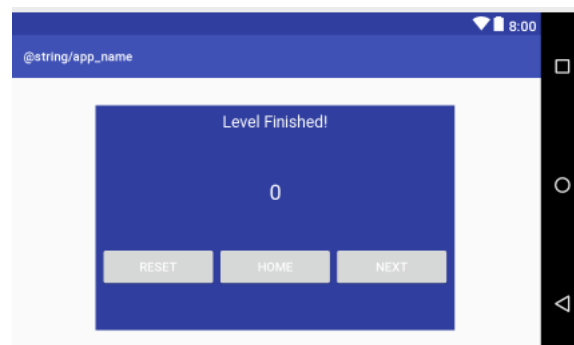 8:00
@string/app_name
Level Finished!
0
RESET HOME NEXT